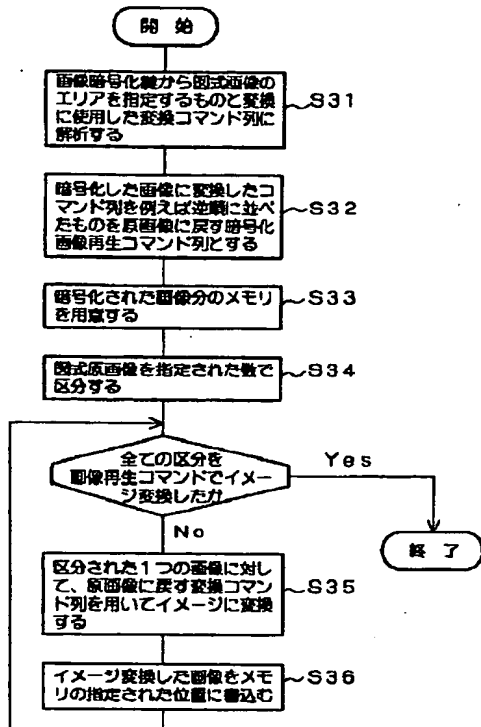 開始
画像暗号化鍵から図式画像の
エリアを指定するものと変換
に使用した変換コマンド列に
解析する
S31
暗号化した画像に変換したコ
マンド列を例えば逆順に並べ
たものを原画像に戻す暗号化
画像再生コマンド列とする
S32
暗号化された画像分のメモリ
を用意する
S33
図式原画像を指定された数で
区分する
S34
全ての区分を
画像再生コマンドでイメー
ジ変換したか
Yes
No
終了
区分された1つの画像に対し
て、原画像に戻す変換コマン
ド列を用いてイメージに変換
する
S35
イメージ変換した画像をメモ
リの指定された位置に書込む
S36